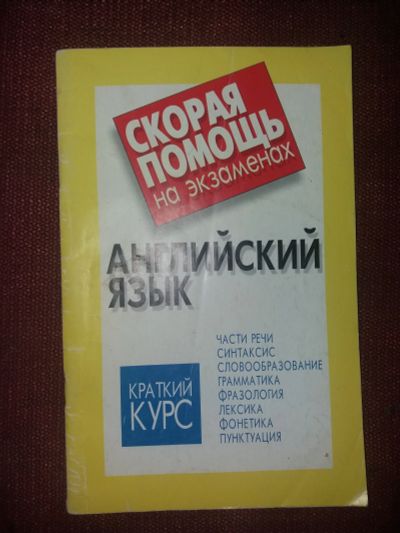 СКОРАЯ
ПОМОЩЬ
на экзаменах
АНГЛИЙСКИЙ
ЯЗЫК
КРАТКИЙ
КУРС
ЧАСТИ РЕЧИ
СИНТАКСИС
СЛОВООБРАЗОВАНИЕ
ГРАММАТИКА
ФРАЗОЛОГИЯ
ЛЕКСИКА
ФОНЕТИКА
ПУНКТУАЦИЯ